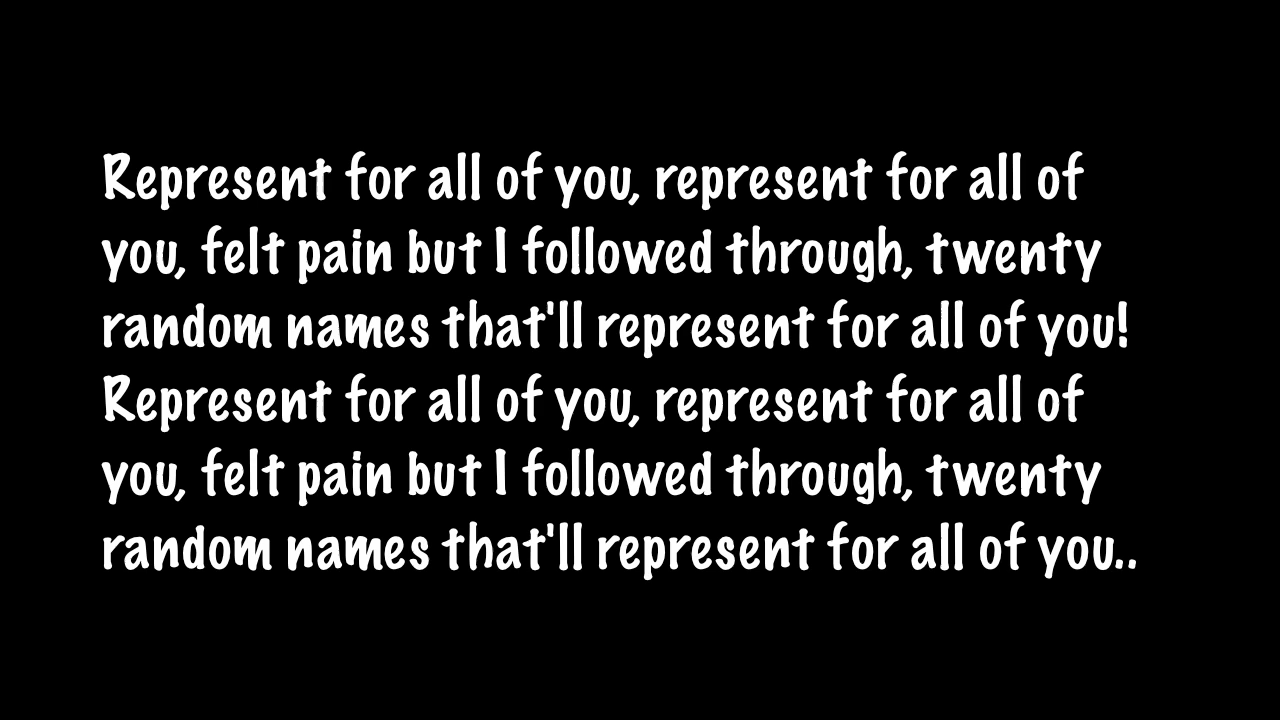 Represent for all of you, represent for all of
you, felt pain but I followed through, twenty
random names that'll represent for all of you!
Represent for all of you, represent for all of
you, felt pain but I followed through, twenty
random names that'll represent for all of you..